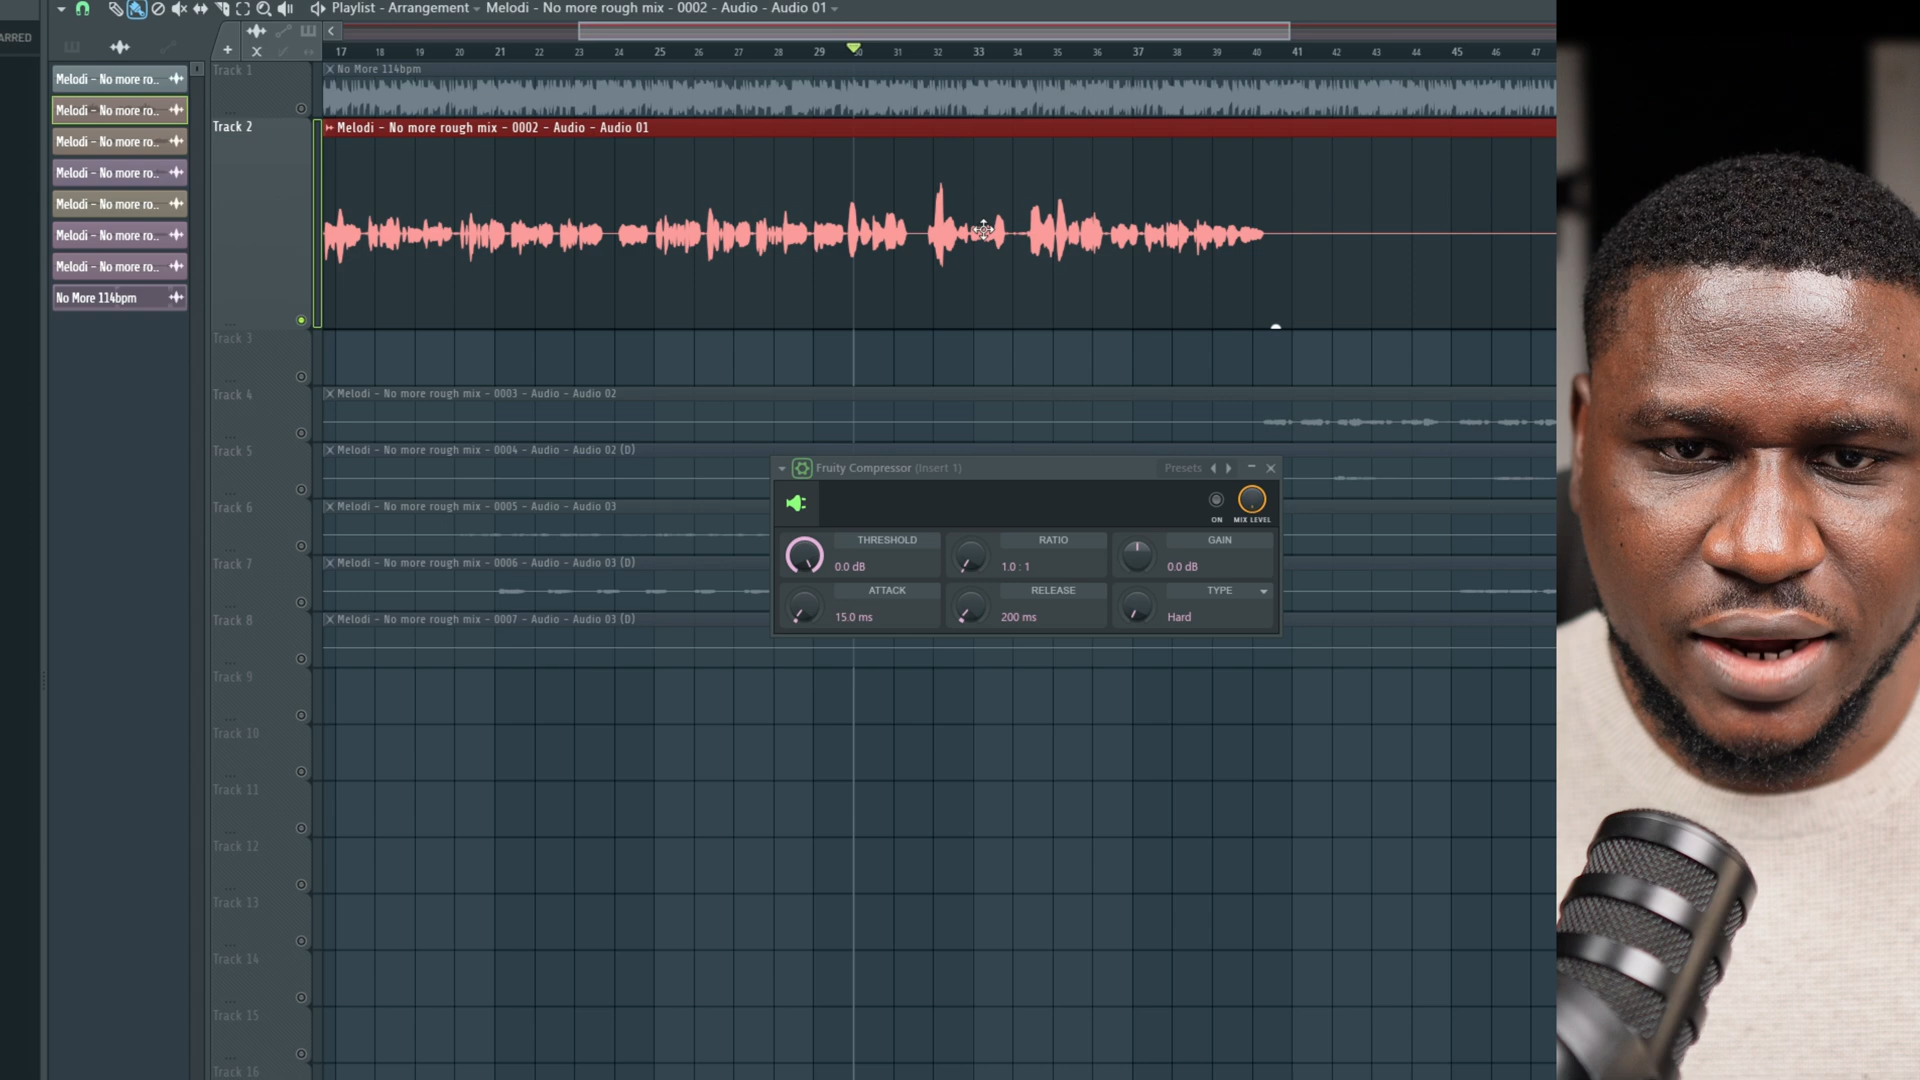 Playlist - Arrangement Melodi - No more rough mix - 0002 - Audio - Audio 01
ARRED
17 18 19 20 21 22 23 24 25 26 27 28 29 30 31 32 33 34 35 36 37 38 39 40 41 42 43 44 45 46 47
Melodi - No more ro..
Melodi - No more ro..
Melodi - No more ro..
Melodi - No more ro..
Melodi - No more ro..
Melodi - No more ro..
Melodi - No more ro..
No More 114bpm
Track 1
No More 114bpm
Track 2
Melodi - No more rough mix - 0002 - Audio - Audio 01
Track 3
Track 4
Melodi - No more rough mix - 0003 - Audio - Audio 02
Track 5
Melodi - No more rough mix - 0004 - Audio - Audio 02 (D)
Track 6
Melodi - No more rough mix - 0005 - Audio - Audio 03
Track 7
Melodi - No more rough mix - 0006 - Audio - Audio 03 (D)
Track 8
Melodi - No more rough mix - 0007 - Audio - Audio 03 (D)
Track 9
Track 10
Track 11
Track 12
Track 13
Track 14
Track 15
Track 16
Fruity Compressor (Insert 1) Presets
ON MIX LEVEL
THRESHOLD RATIO GAIN
0.0 dB 1.0 : 1 0.0 dB
ATTACK RELEASE TYPE
15.0 ms 200 ms Hard